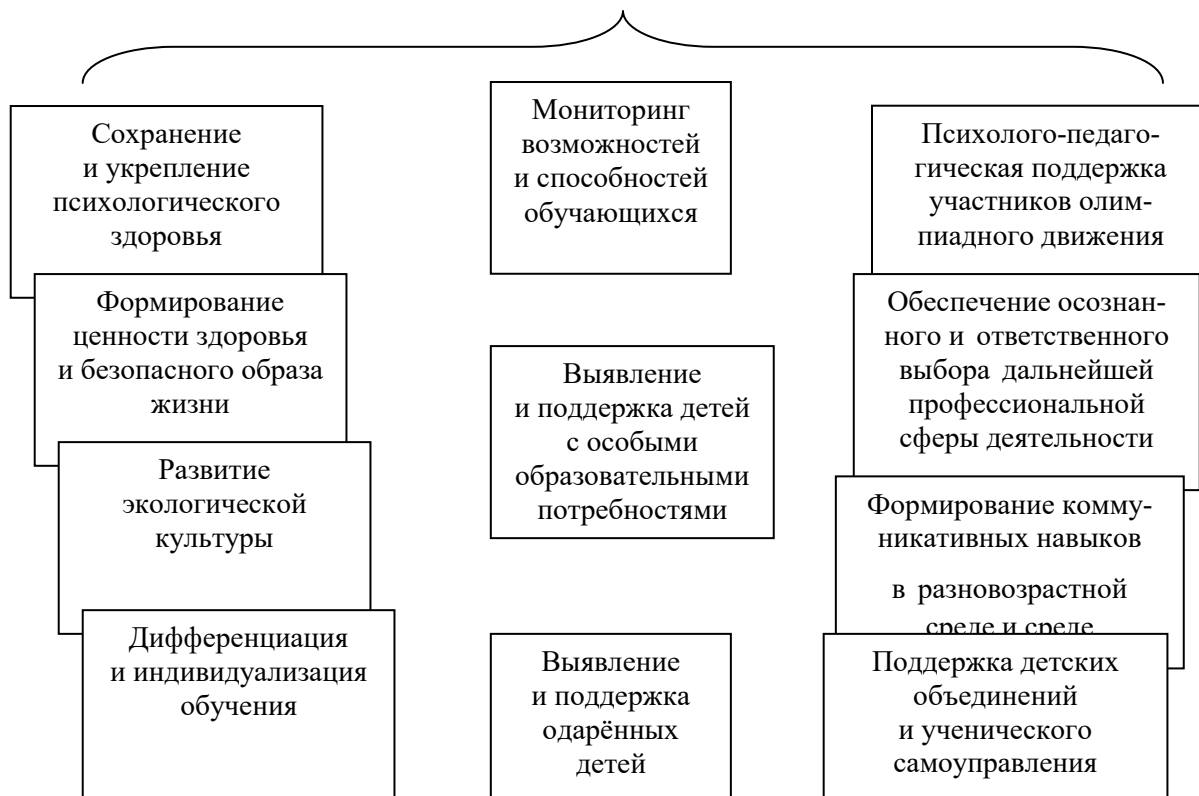 Сохранение
и укрепление
психологического
здоровья
Формирование
ценности здоровья
и безопасного образа
жизни
Развитие
экологической
культуры
Дифференциация
и индивидуализация
обучения
Мониторинг
возможностей
и способностей
обучающихся
Выявление
и поддержка детей
с особыми
образовательными
потребностями
Выявление
и поддержка
одарённых
детей
Психолого-педаго-
гическая поддержка
участников олим-
пиадного движения
Обеспечение осознан-
ного и ответственного
выбора дальнейшей
профессиональной
сферы деятельности
Формирование комму-
никативных навыков
в разновозрастной
среде и среде
Поддержка детских
объединений
и ученического
самоуправления